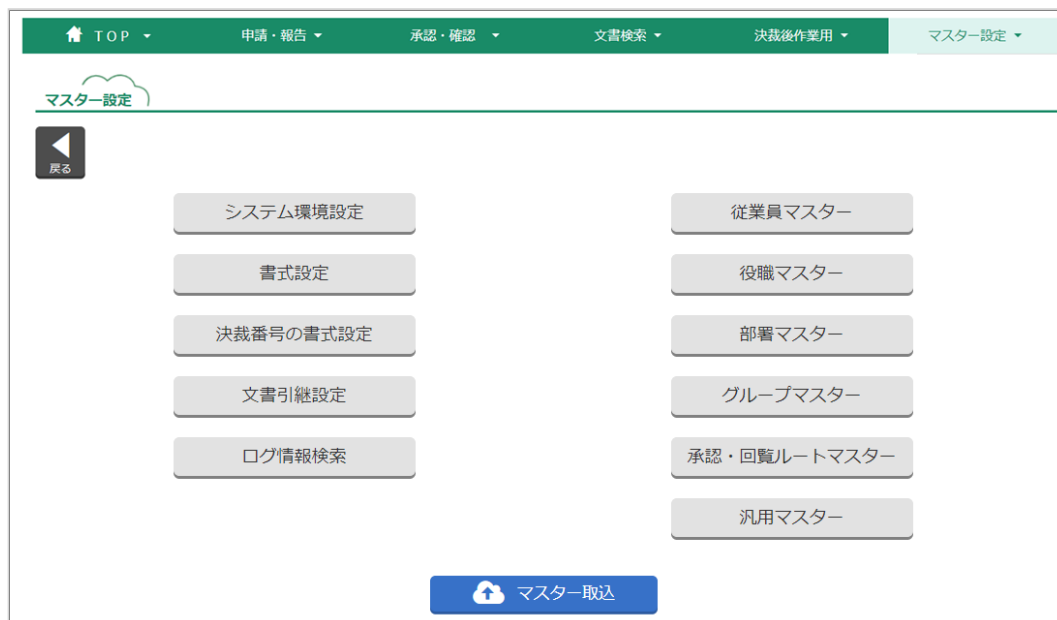 TOP 申請・報告 承認・確認 文書検索 決裁後作業用 マスター設定
マスター設定
戻る
システム環境設定 従業員マスター
書式設定 役職マスター
決裁番号の書式設定 部署マスター
文書引継設定 グループマスター
ログ情報検索 承認・回覧ルートマスター
汎用マスター
マスター取込